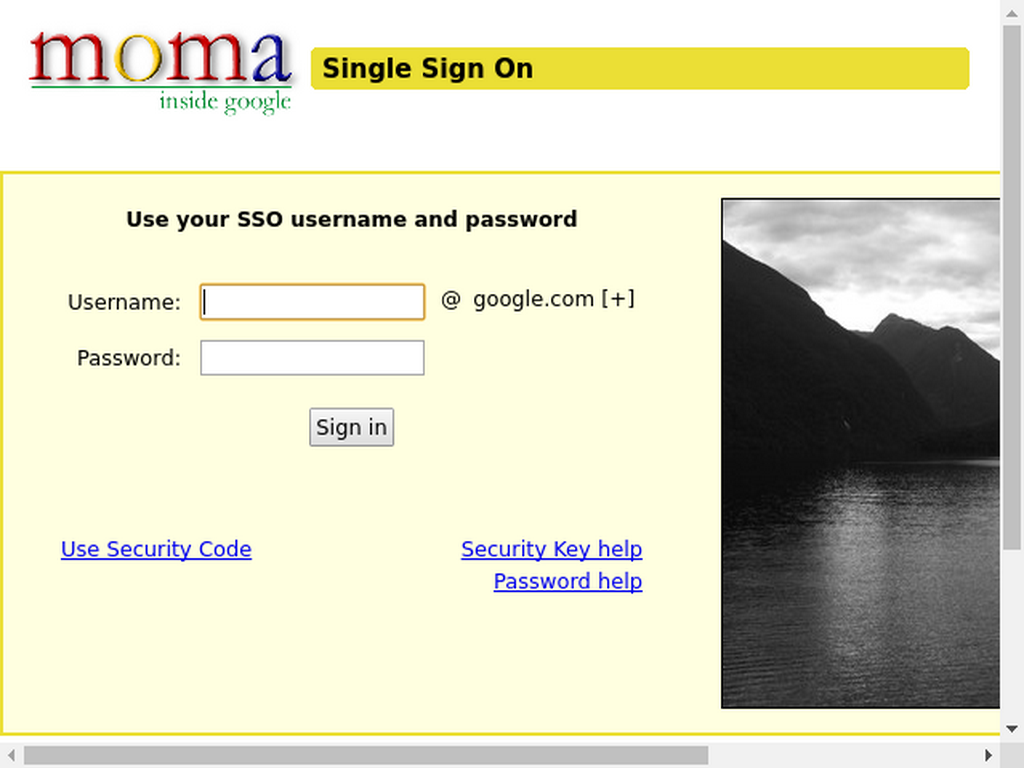 moma
inside google
Single Sign On
Use your SSO username and password
Username:
@ google.com [+]
Password:
Sign in
Use Security Code
Security Key help
Password help